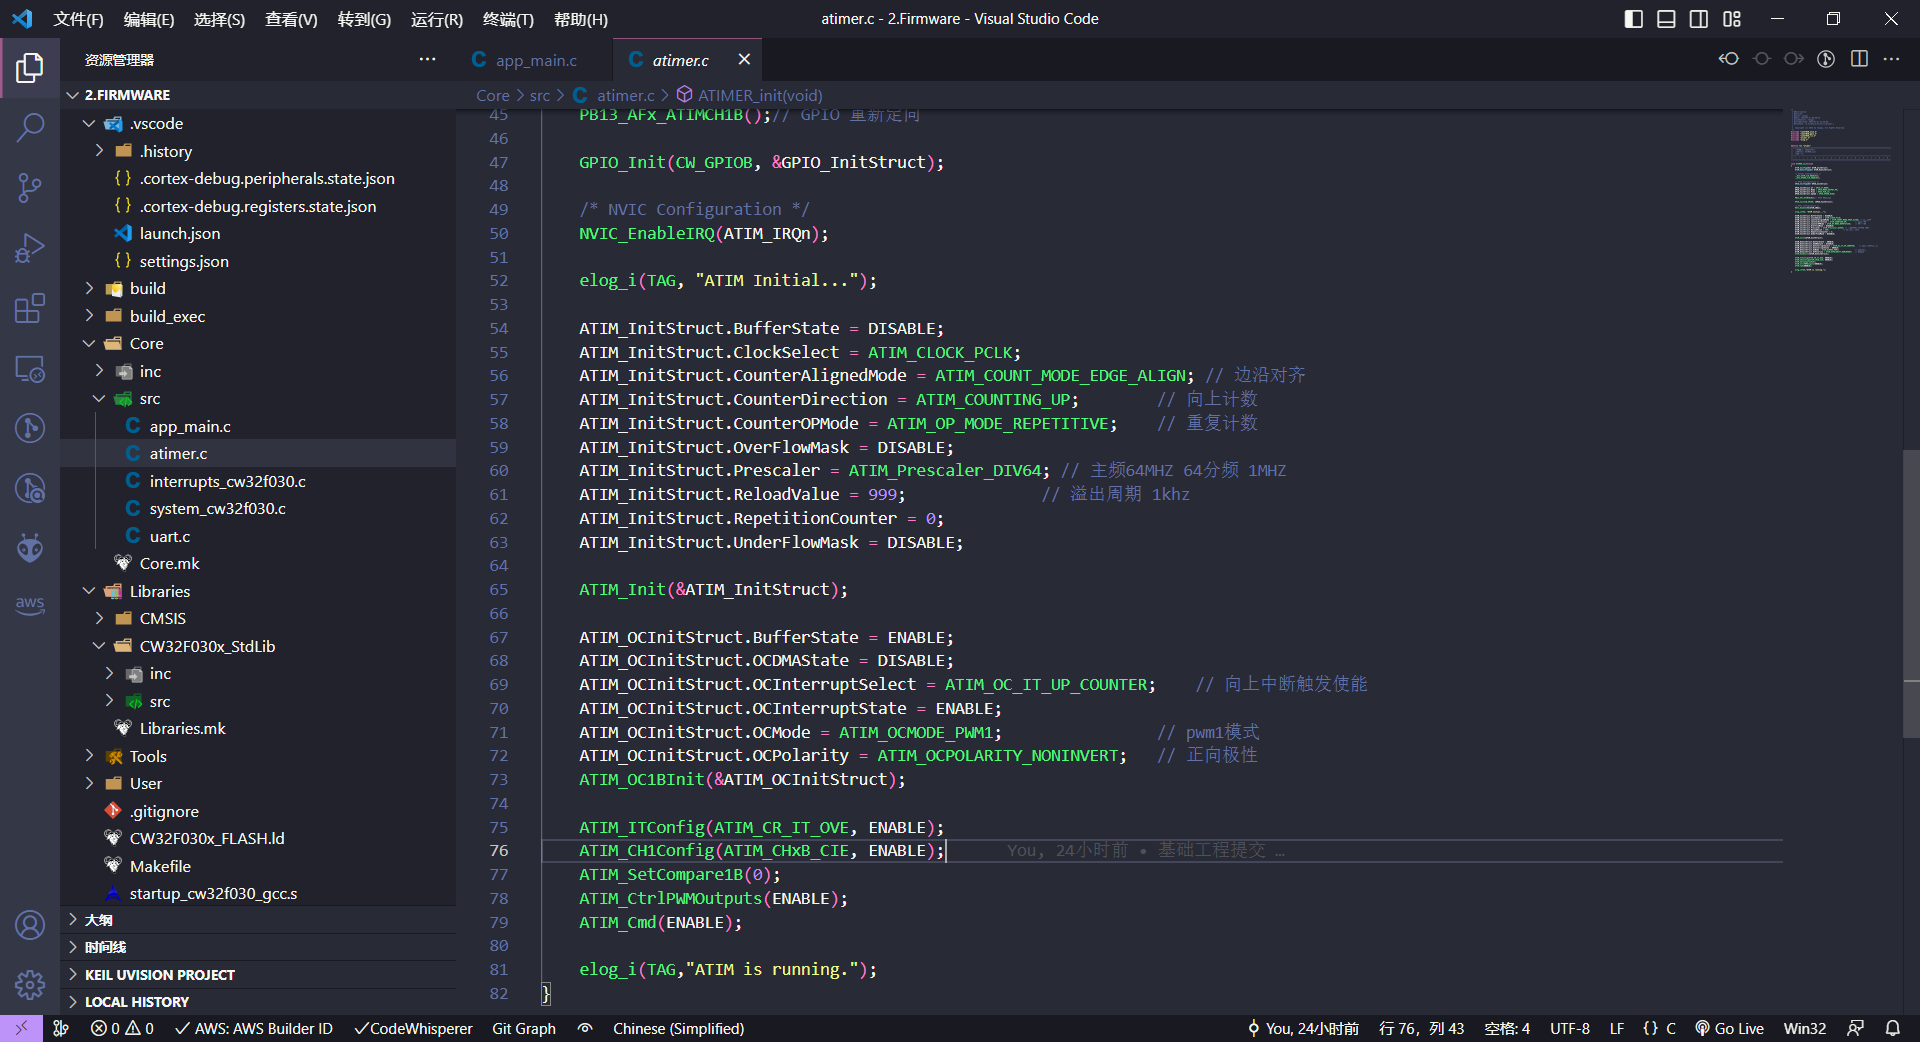 文件(F) 编辑(E) 选择(S) 查看(V) 转到(G) 运行(R) 终端(T) 帮助(H) atimer.c - 2.Firmware - Visual Studio Code
资源管理器 ···
C app_main.c C atimer.c
2.FIRMWARE
Core > src > C atimer.c > ATIMER_init(void)
.vscode
.history
{} .cortex-debug.peripherals.state.json
{} .cortex-debug.registers.state.json
launch.json
{} settings.json
build
build_exec
Core
inc
src
C app_main.c
C atimer.c
C interrupts_cw32f030.c
C system_cw32f030.c
C uart.c
Core.mk
Libraries
CMSIS
CW32F030x_StdLib
inc
src
Libraries.mk
Tools
User
.gitignore
CW32F030x_FLASH.ld
Makefile
startup_cw32f030_gcc.s
大纲
时间线
KEIL UVISION PROJECT
LOCAL HISTORY
aws
45 PB13_AFx_ATIMCH1B();// GPIO 重新定向
46
47 GPIO_Init(CW_GPIOB, &GPIO_InitStruct);
48
49 /* NVIC Configuration */
50 NVIC_EnableIRQ(ATIM_IRQn);
51
52 elog_i(TAG, "ATIM Initial...");
53
54 ATIM_InitStruct.BufferState = DISABLE;
55 ATIM_InitStruct.ClockSelect = ATIM_CLOCK_PCLK;
56 ATIM_InitStruct.CounterAlignedMode = ATIM_COUNT_MODE_EDGE_ALIGN; // 边沿对齐
57 ATIM_InitStruct.CounterDirection = ATIM_COUNTING_UP; // 向上计数
58 ATIM_InitStruct.CounterOPMode = ATIM_OP_MODE_REPETITIVE; // 重复计数
59 ATIM_InitStruct.OverFlowMask = DISABLE;
60 ATIM_InitStruct.Prescaler = ATIM_Prescaler_DIV64; // 主频64MHZ 64分频 1MHZ
61 ATIM_InitStruct.ReloadValue = 999; // 溢出周期 1khz
62 ATIM_InitStruct.RepetitionCounter = 0;
63 ATIM_InitStruct.UnderFlowMask = DISABLE;
64
65 ATIM_Init(&ATIM_InitStruct);
66
67 ATIM_OCInitStruct.BufferState = ENABLE;
68 ATIM_OCInitStruct.OCDMAState = DISABLE;
69 ATIM_OCInitStruct.OCInterruptSelect = ATIM_OC_IT_UP_COUNTER; // 向上中断触发使能
70 ATIM_OCInitStruct.OCInterruptState = ENABLE;
71 ATIM_OCInitStruct.OCMode = ATIM_OCMODE_PWM1; // pwm1模式
72 ATIM_OCInitStruct.OCPolarity = ATIM_OCPOLARITY_NONINVERT; // 正向极性
73 ATIM_OC1BInit(&ATIM_OCInitStruct);
74
75 ATIM_ITConfig(ATIM_CR_IT_OVE, ENABLE);
76 ATIM_CH1Config(ATIM_CHxB_CIE, ENABLE); You, 24小时前 • 基础工程提交 …
77 ATIM_SetCompare1B(0);
78 ATIM_CtrlPWMOutputs(ENABLE);
79 ATIM_Cmd(ENABLE);
80
81 elog_i(TAG,"ATIM is running.");
82 }
0 0 AWS: AWS Builder ID CodeWhisperer Git Graph Chinese (Simplified) You, 24小时前 行 76，列 43 空格: 4 UTF-8 LF {} C Go Live Win32